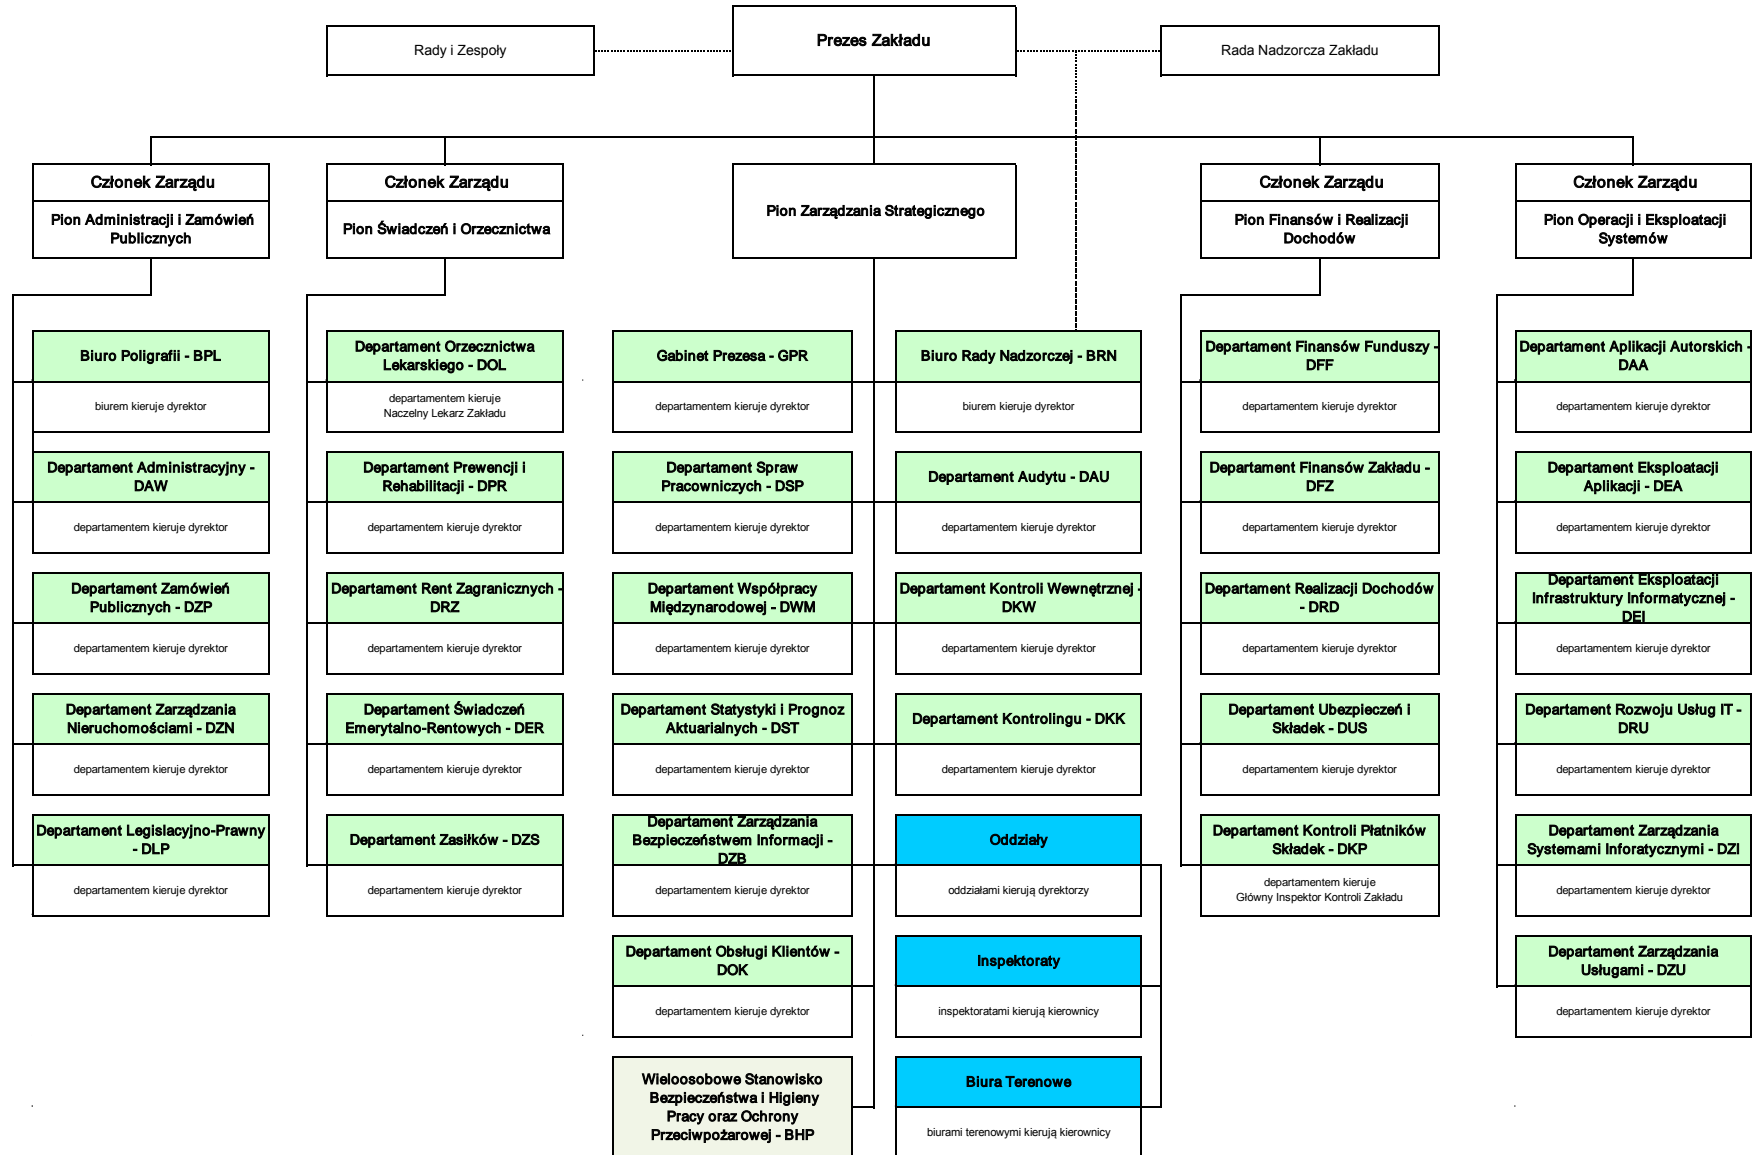 Rady i Zespoły
Prezes Zakładu
Rada Nadzorcza Zakładu
Członek Zarządu
Pion Administracji i Zamówień
Publicznych
Członek Zarządu
Pion Świadczeń i Orzecznictwa
Pion Zarządzania Strategicznego
Członek Zarządu
Pion Finansów i Realizacji
Dochodów
Członek Zarządu
Pion Operacji i Eksploatacji
Systemów
Biuro Poligrafii - BPL
biurem kieruje dyrektor
Departament Administracyjny -
DAW
departamentem kieruje dyrektor
Departament Zamówień
Publicznych - DZP
departamentem kieruje dyrektor
Departament Zarządzania
Nieruchomościami - DZN
departamentem kieruje dyrektor
Departament Legislacyjno-Prawny
- DLP
departamentem kieruje dyrektor
Departament Orzecznictwa
Lekarskiego - DOL
departamentem kieruje
Naczelny Lekarz Zakładu
Departament Prewencji i
Rehabilitacji - DPR
departamentem kieruje dyrektor
Departament Rent Zagranicznych -
DRZ
departamentem kieruje dyrektor
Departament Świadczeń
Emerytalno-Rentowych - DER
departamentem kieruje dyrektor
Departament Zasiłków - DZS
departamentem kieruje dyrektor
Gabinet Prezesa - GPR
departamentem kieruje dyrektor
Departament Spraw
Pracowniczych - DSP
departamentem kieruje dyrektor
Departament Współpracy
Międzynarodowej - DWM
departamentem kieruje dyrektor
Departament Statystyki i Prognoz
Aktuarialnych - DST
departamentem kieruje dyrektor
Departament Zarządzania
Bezpieczeństwem Informacji -
DZB
departamentem kieruje dyrektor
Departament Obsługi Klientów -
DOK
departamentem kieruje dyrektor
Wieloosobowe Stanowisko
Bezpieczeństwa i Higieny
Pracy oraz Ochrony
Przeciwpożarowej - BHP
Biuro Rady Nadzorczej - BRN
biurem kieruje dyrektor
Departament Audytu - DAU
departamentem kieruje dyrektor
Departament Kontroli Wewnętrznej -
DKW
departamentem kieruje dyrektor
Departament Kontrolingu - DKK
departamentem kieruje dyrektor
Oddziały
oddziałami kierują dyrektorzy
Inspektoraty
inspektoratami kierują kierownicy
Biura Terenowe
biurami terenowymi kierują kierownicy
Departament Finansów Funduszy -
DFF
departamentem kieruje dyrektor
Departament Finansów Zakładu -
DFZ
departamentem kieruje dyrektor
Departament Realizacji Dochodów
- DRD
departamentem kieruje dyrektor
Departament Ubezpieczeń i
Składek - DUS
departamentem kieruje dyrektor
Departament Kontroli Płatników
Składek - DKP
departamentem kieruje
Główny Inspektor Kontroli Zakładu
Departament Aplikacji Autorskich -
DAA
departamentem kieruje dyrektor
Departament Eksploatacji
Aplikacji - DEA
departamentem kieruje dyrektor
Departament Eksploatacji
Infrastruktury Informatycznej -
DEI
departamentem kieruje dyrektor
Departament Rozwoju Usług IT -
DRU
departamentem kieruje dyrektor
Departament Zarządzania
Systemami Inforatycznymi - DZI
departamentem kieruje dyrektor
Departament Zarządzania
Usługami - DZU
departamentem kieruje dyrektor